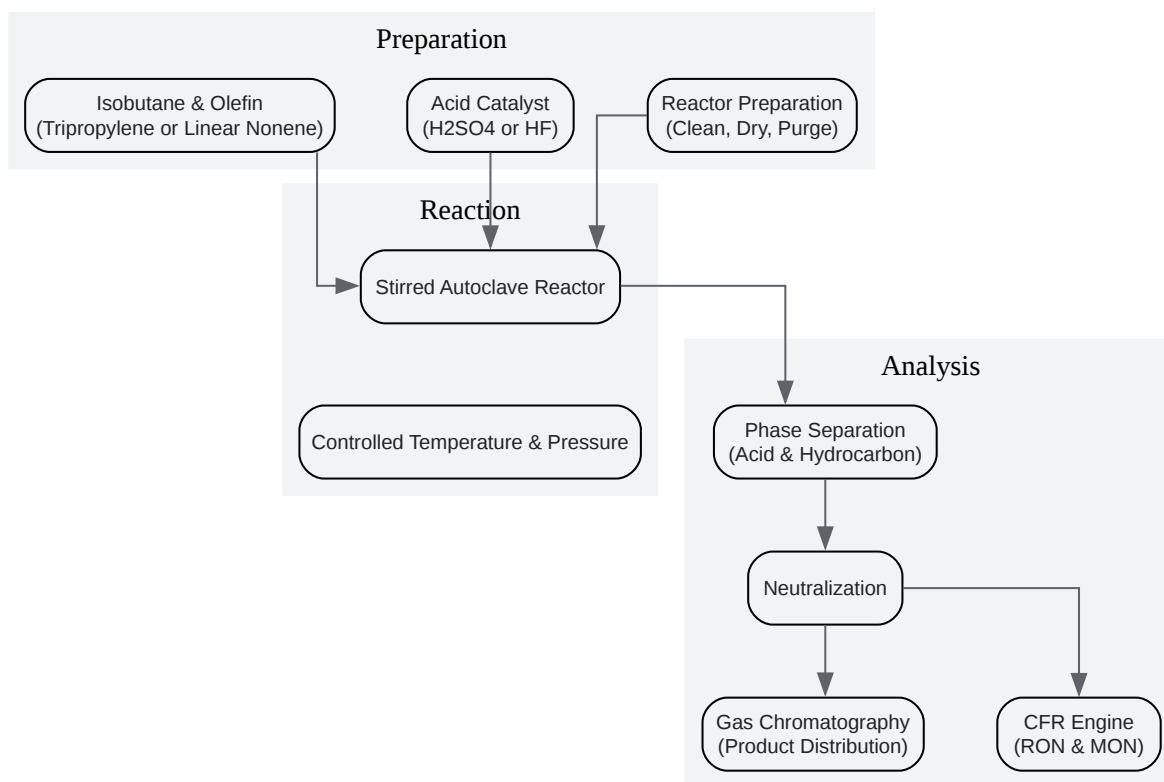 Preparation
Isobutane & Olefin
(Tripropylene or Linear Nonene)
Acid Catalyst
(H2SO4 or HF)
Reactor Preparation
(Clean, Dry, Purge)
Reaction
Stirred Autoclave Reactor
Controlled Temperature & Pressure
Analysis
Phase Separation
(Acid & Hydrocarbon)
Neutralization
Gas Chromatography
(Product Distribution)
CFR Engine
(RON & MON)